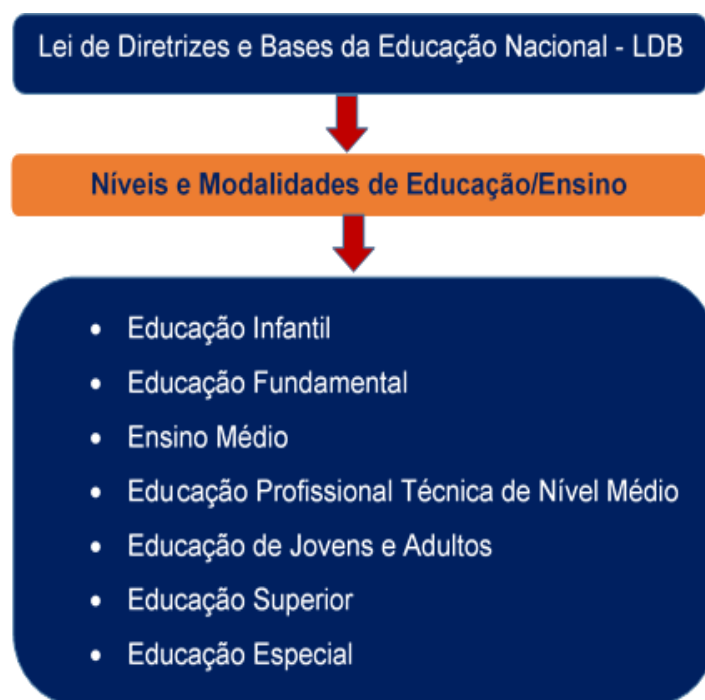 Lei de Diretrizes e Bases da Educação Nacional - LDB
Níveis e Modalidades de Educação/Ensino
• Educação Infantil
• Educação Fundamental
• Ensino Médio
• Educação Profissional Técnica de Nível Médio
• Educação de Jovens e Adultos
• Educação Superior
• Educação Especial